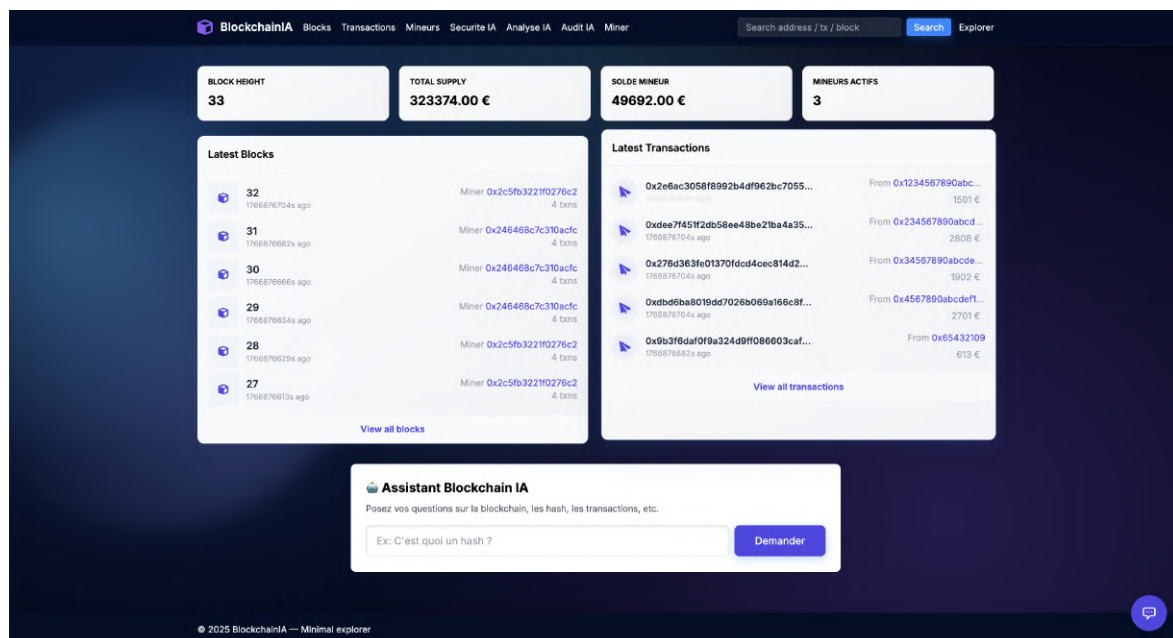 BlockchainIA Blocks Transactions Mineurs Securite IA Analyse IA Audit IA Miner Search address / tx / block Search Explorer
BLOCK HEIGHT
33
TOTAL SUPPLY
323374.00 €
SOLDE MINEUR
49692.00 €
MINEURS ACTIFS
3
Latest Blocks
32 Miner 0x2c5fb3221f0276c2
1766876704s ago 4 txns
31 Miner 0x246468c7c310acfc
1766876682s ago 4 txns
30 Miner 0x246468c7c310acfc
1766876666s ago 4 txns
29 Miner 0x246468c7c310acfc
1766876634s ago 4 txns
28 Miner 0x2c5fb3221f0276c2
1766876629s ago 4 txns
27 Miner 0x2c5fb3221f0276c2
1766876613s ago 4 txns
View all blocks
Latest Transactions
0x2e6ac3058f8992b4df962bc7055... From 0x1234567890abc...
1501 €
0xdee7f451f2db58ee48be21ba4a35... From 0x234567890abcd...
1766876704s ago 2808 €
0x276d363fe01370fdcd4cec814d2... From 0x34567890abcde...
1766876704s ago 1902 €
0xdbd6ba8019dd7026b069a166c8f... From 0x4567890abcdef1...
1766876704s ago 2701 €
0x9b3f6daf0f9a324d9ff086603caf... From 0x65432109
1766876682s ago 613 €
View all transactions
Assistant Blockchain IA
Posez vos questions sur la blockchain, les hash, les transactions, etc.
Ex: C'est quoi un hash ? Demander
© 2025 BlockchainIA — Minimal explorer